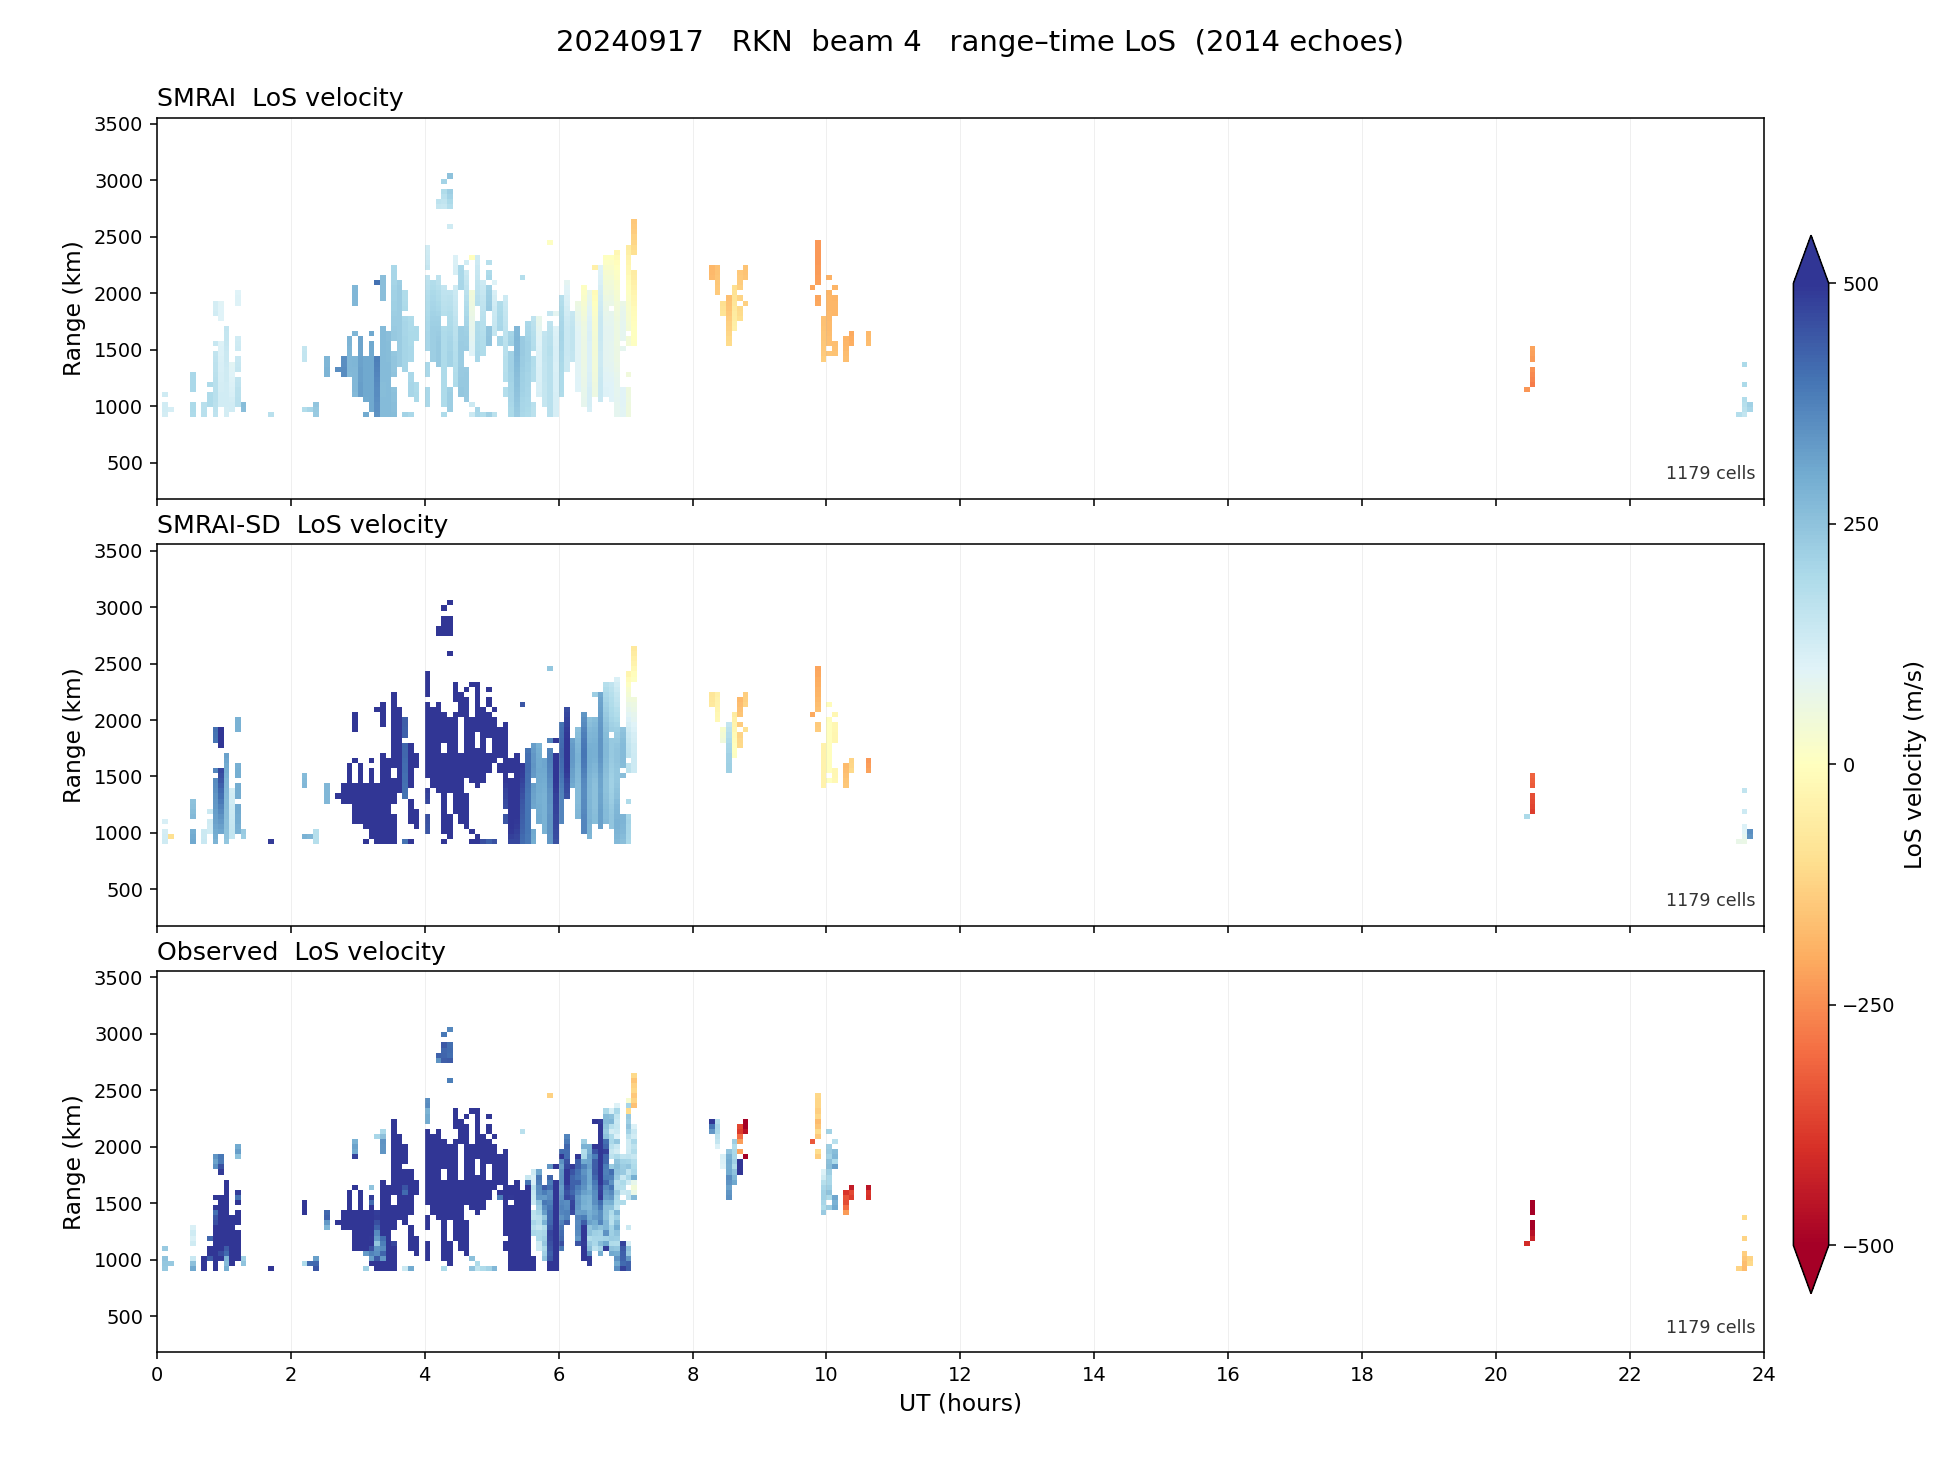 20240917   RKN  beam 4   range–time LoS  (2014 echoes)
SMRAI  LoS velocity
3500
3000
2500
2000
1500
1000
500
Range (km)
1179 cells
SMRAI-SD  LoS velocity
3500
3000
2500
2000
1500
1000
500
Range (km)
1179 cells
Observed  LoS velocity
3500
3000
2500
2000
1500
1000
500
Range (km)
1179 cells
0 2 4 6 8 10 12 14 16 18 20 22 24
UT (hours)
500
250
0
−250
−500
LoS velocity (m/s)